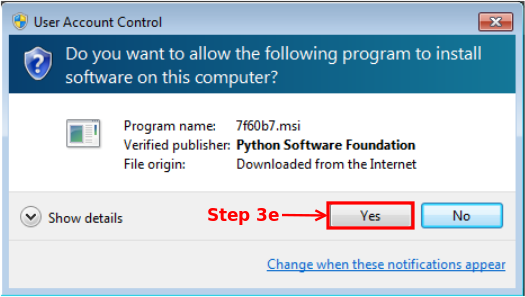 User Account Control
Do you want to allow the following program to install
software on this computer?
Program name: 7f60b7.msi
Verified publisher: Python Software Foundation
File origin: Downloaded from the Internet
Show details
Step 3e
Yes
No
Change when these notifications appear